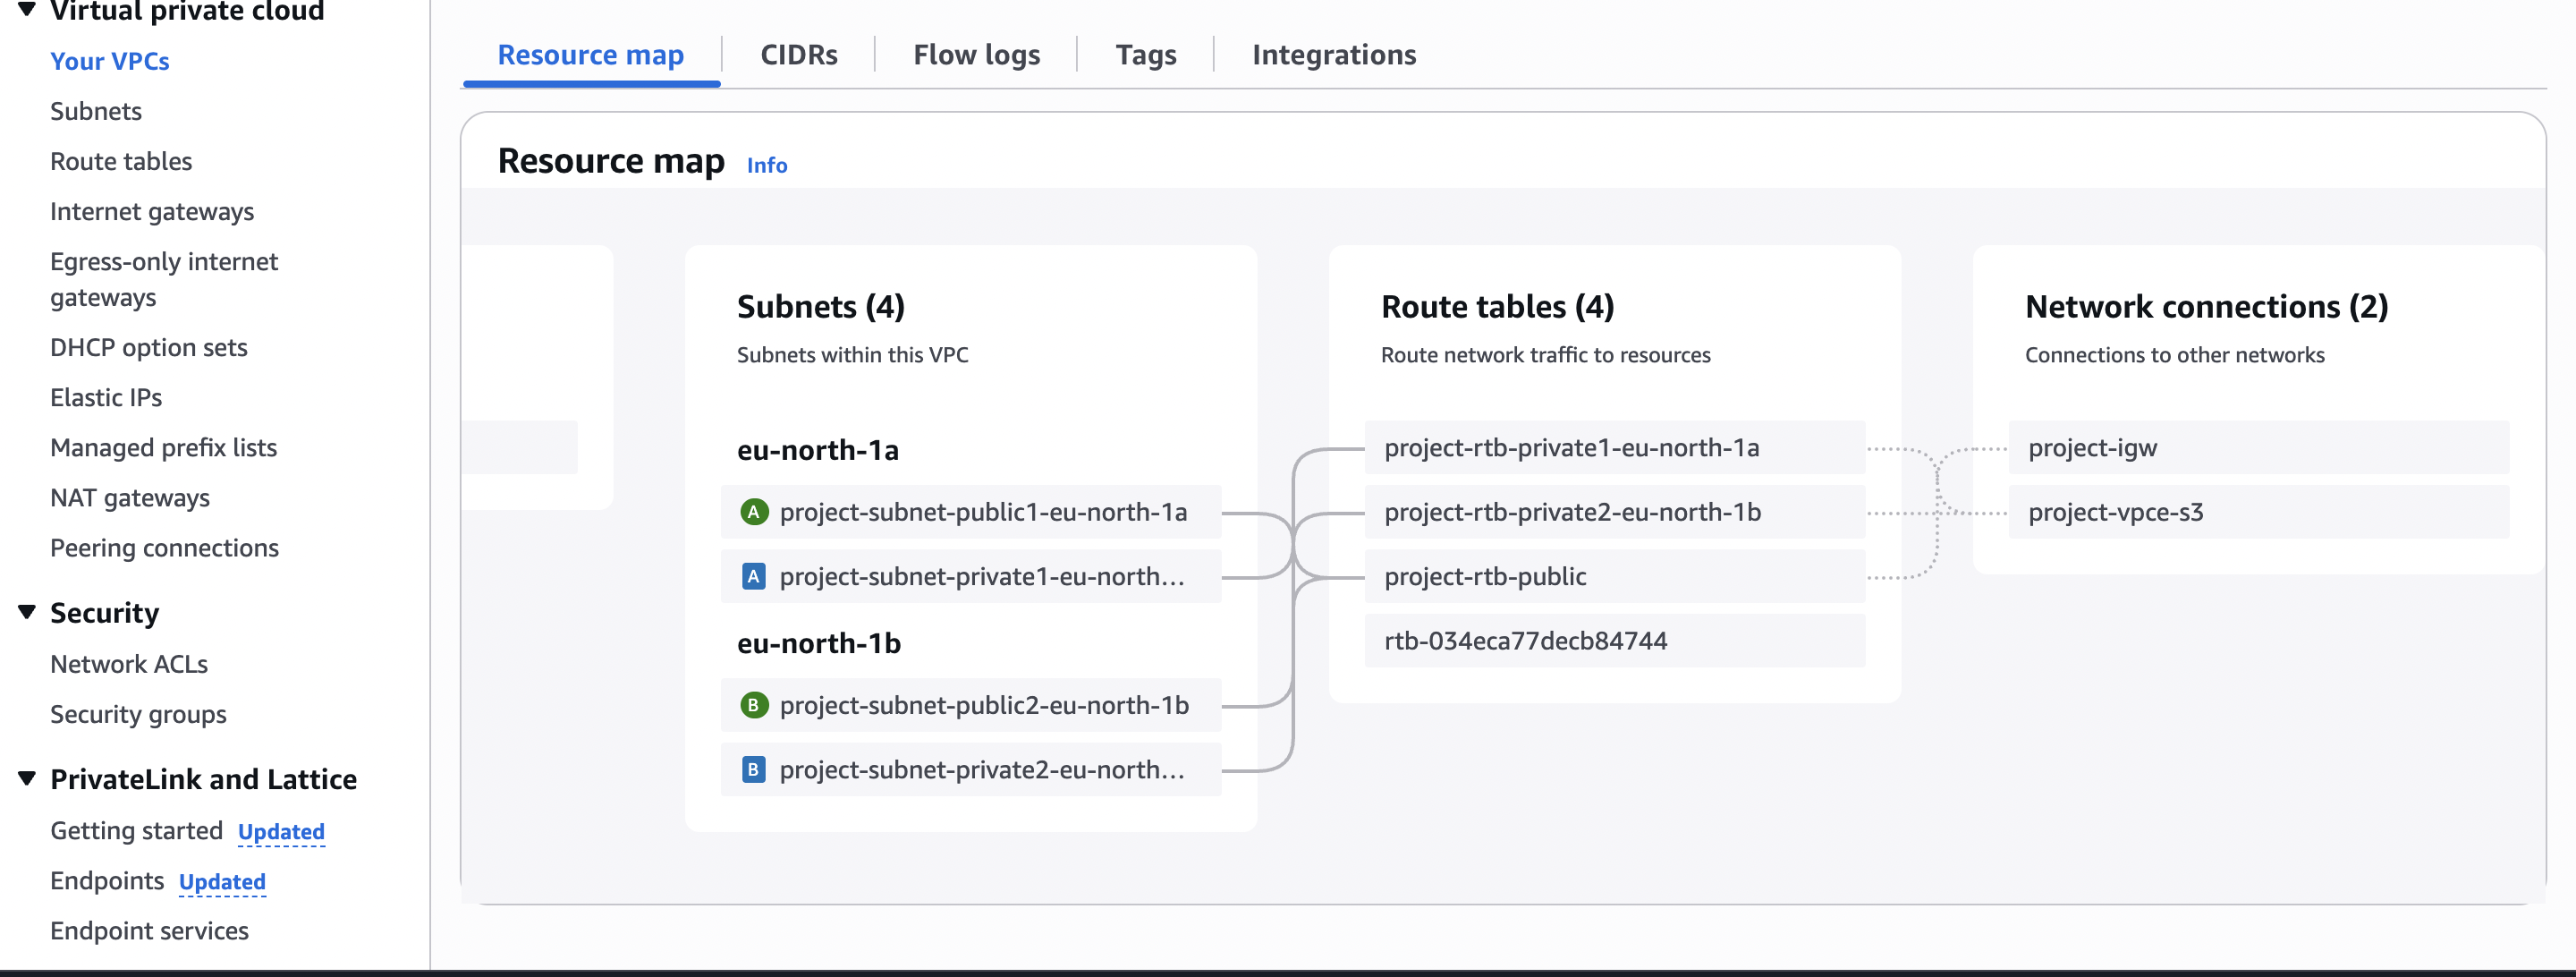 Virtual private cloud
Your VPCs
Subnets
Route tables
Internet gateways
Egress-only internet
gateways
DHCP option sets
Elastic IPs
Managed prefix lists
NAT gateways
Peering connections
Security
Network ACLs
Security groups
PrivateLink and Lattice
Getting started Updated
Endpoints Updated
Endpoint services
Resource map
CIDRs
Flow logs
Tags
Integrations
Resource map Info
Subnets (4)
Subnets within this VPC
eu-north-1a
A project-subnet-public1-eu-north-1a
A project-subnet-private1-eu-north...
eu-north-1b
B project-subnet-public2-eu-north-1b
B project-subnet-private2-eu-north...
Route tables (4)
Route network traffic to resources
project-rtb-private1-eu-north-1a
project-rtb-private2-eu-north-1b
project-rtb-public
rtb-034eca77decb84744
Network connections (2)
Connections to other networks
project-igw
project-vpce-s3